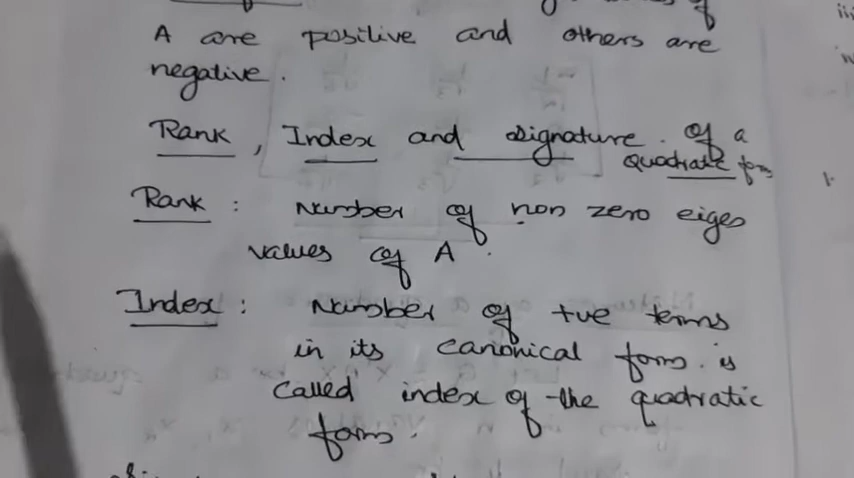 of
A are positive and others are
negative.
Rank, Index and signature. of a
quadratic form
Rank : Number of non zero eigen
values of A.
Index : Number of +ve terms
in its canonical form. is
called index of the quadratic
form.